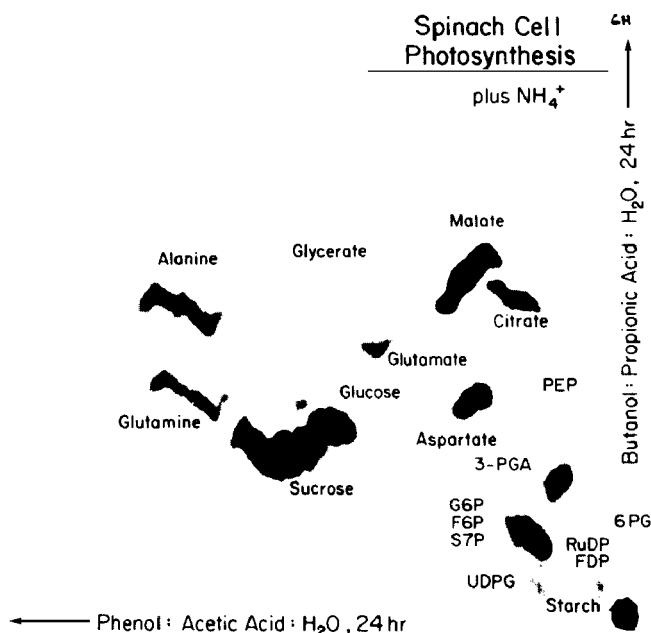 Spinach Cell
Photosynthesis
plus NH₄⁺
6H
Butanol: Propionic Acid: H₂O, 24 hr
Malate
Glycerate
Alanine
Citrate
Glutamate
PEP
Glucose
Glutamine
Aspartate
3-PGA
Sucrose
G6P
F6P
S7P
6PG
RuDP
FDP
UDPG
Starch
Phenol: Acetic Acid: H₂O, 24 hr